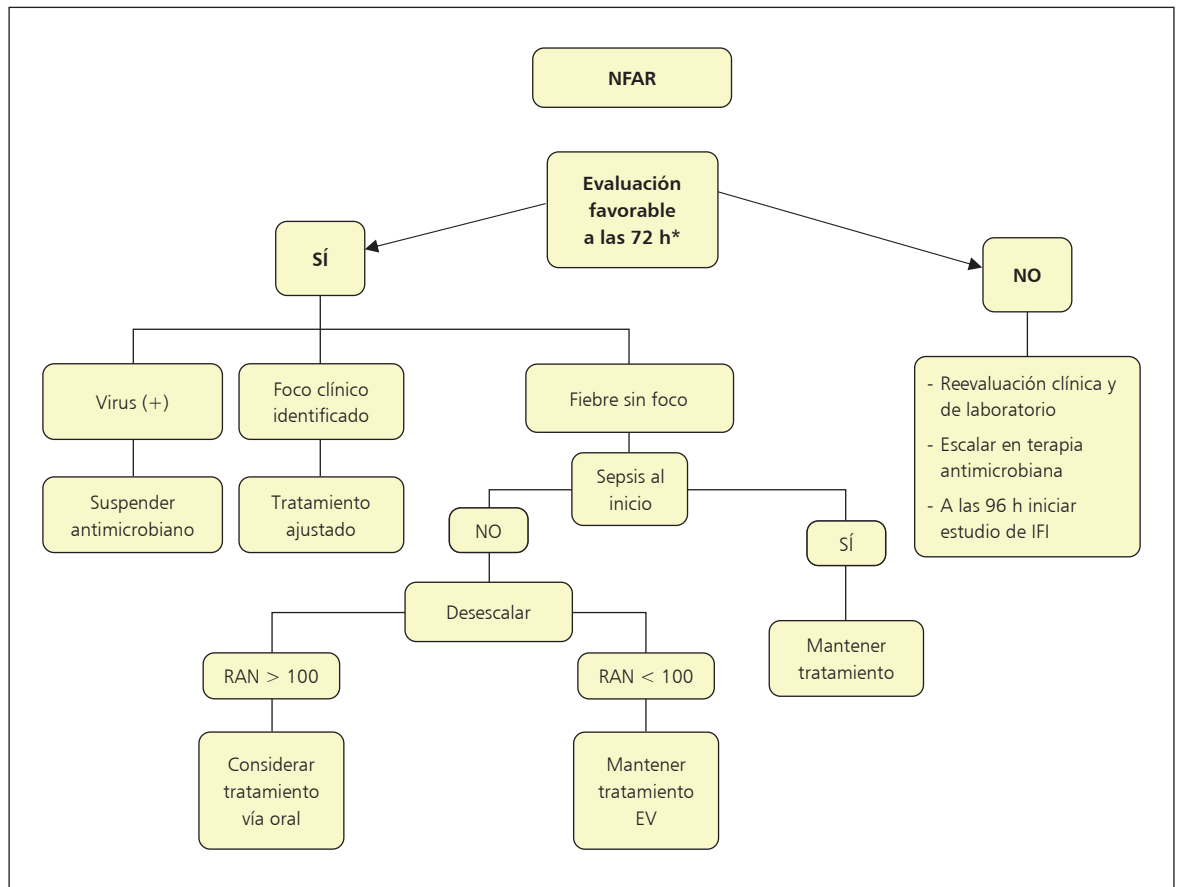 NFAR
Evaluación
favorable
a las 72 h*
SÍ
NO
Virus (+)
Foco clínico
identificado
Fiebre sin foco
- Reevaluación clínica y
de laboratorio
- Escalar en terapia
antimicrobiana
- A las 96 h iniciar
estudio de IFI
Suspender
antimicrobiano
Tratamiento
ajustado
Sepsis al
inicio
NO
SÍ
Desescalar
Mantener
tratamiento
RAN > 100
RAN < 100
Considerar
tratamiento
vía oral
Mantener
tratamiento
EV